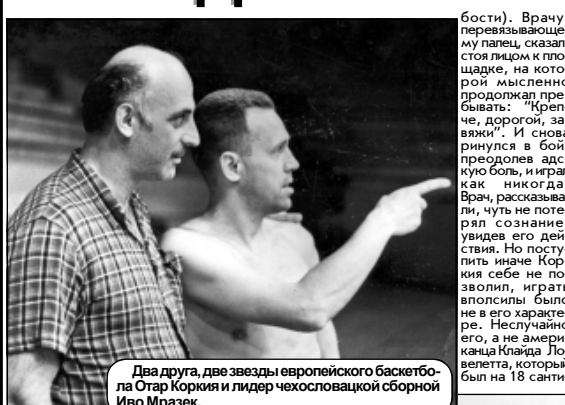 Два друга, две звезды европейского баскетбо-
ла Отар Коркия и лидер чехословацкой сборной
Иво Мразек.
бости). Врачу
перевязывающе
му палец, сказал
стоя лицом к пло
щадке, на кото
рой мысленно
продолжал пре
бывать: "Креп-
че, дорогой, за
вяжи". И снова
ринулся в бой
преодолев адс
кую боль, и играл
как никогда
Врач, рассказыва
ли, чуть не поте
рял сознание
увидев его дей
ствия. Но посту
пить иначе Кор
кия себе не по
зволил, играть
вполсилы было
не в его характе
ре. Неслучайно
его, а не амери
канца Клайда Ло
велетта, который
был на 18 санти